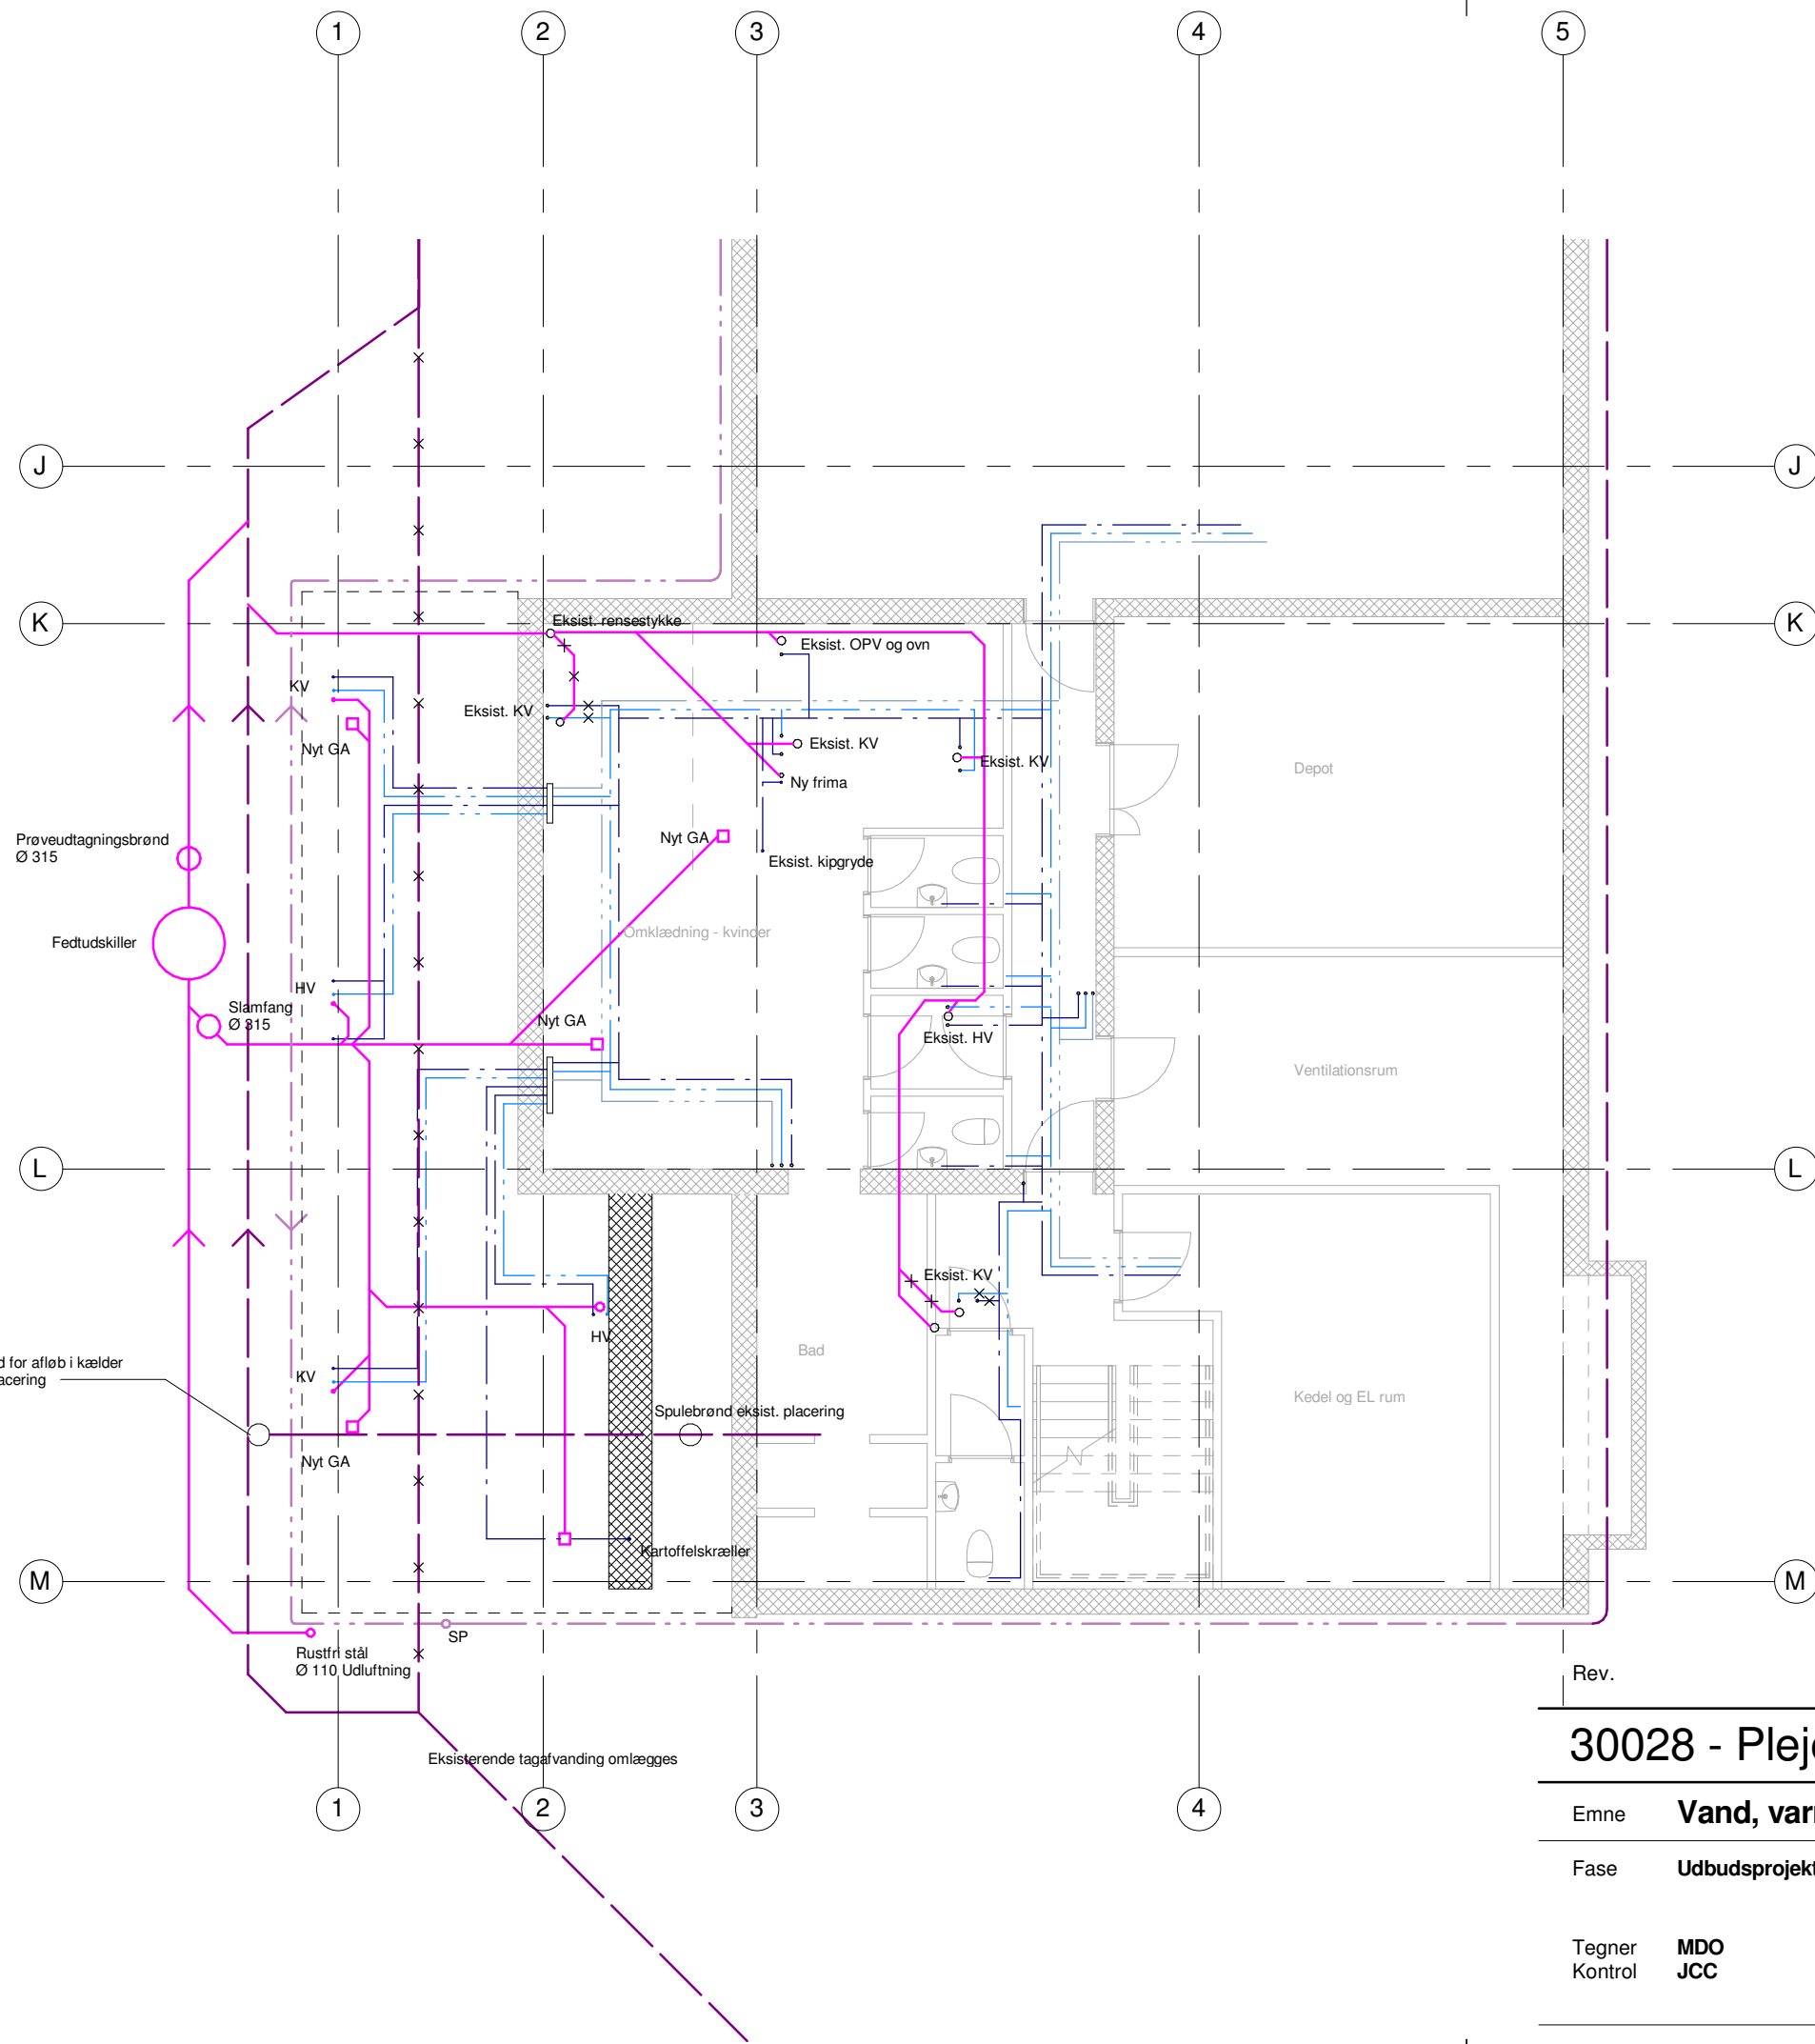 1
2
3
4
5
J
J
K
K
Eksist. rensestykke
Eksist. OPV og ovn
KV
Eksist. KV
Nyt GA
Eksist. KV
Eksist. KV
Depot
Ny frima
Prøveudtagningsbrønd
Ø 315
Nyt GA
Eksist. kipgryde
Fedtudskiller
Omklædning - kvinder
HV
Slamfang
Ø 315
Nyt GA
Eksist. HV
Ventilationsrum
L
L
Eksist. KV
HV
Bad
d for afløb i kælder
acering
KV
Kedel og EL rum
Spulebrønd eksist. placering
Nyt GA
Kartoffelskræller
M
M
SP
Rustfri stål
Ø 110 Udluftning
Rev.
Eksisterende tagafvanding omlægges
30028 - Pleje
1
2
3
4
Emne Vand, var
Fase Udbudsprojekt
Tegner MDO
Kontrol JCC